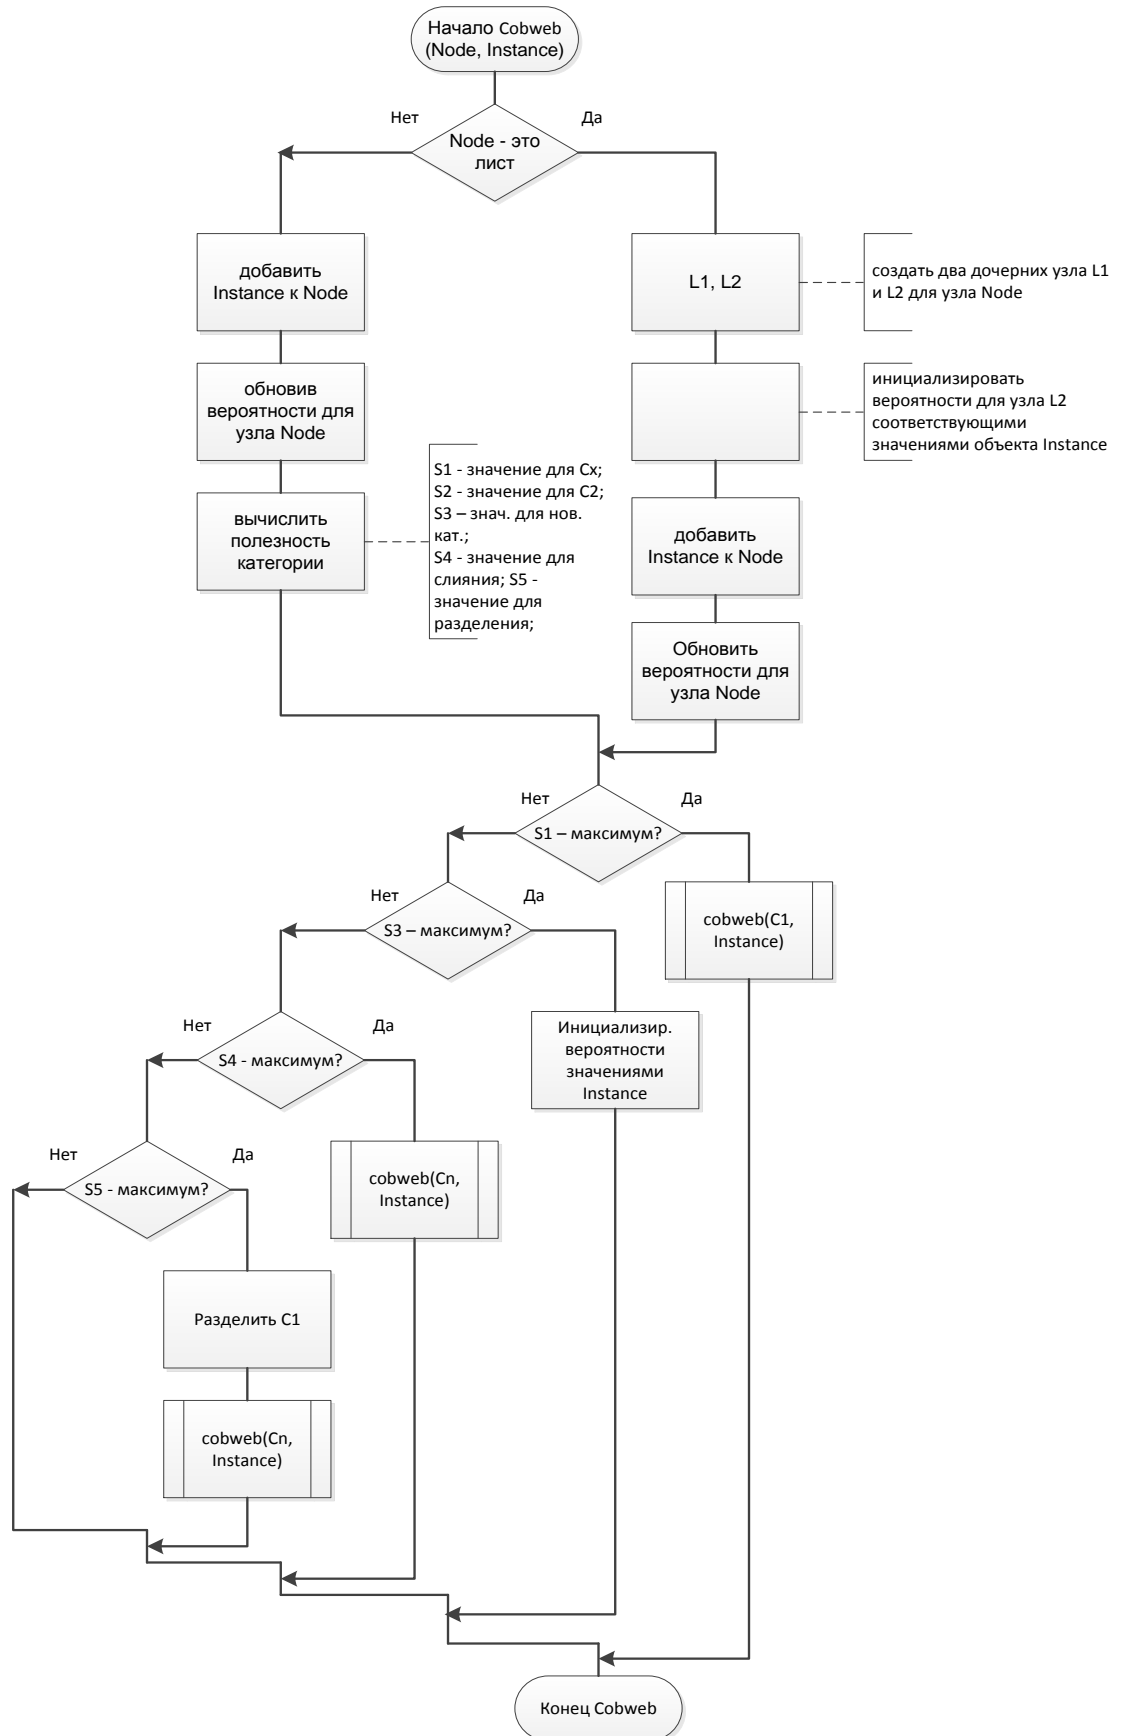 Начало Cobweb
(Node, Instance)
Нет
Да
Node - это
лист
добавить
Instance к Node
L1, L2
создать два дочерних узла L1
и L2 для узла Node
обновив
вероятности для
узла Node
инициализировать
вероятности для узла L2
соответствующими
значениями объекта Instance
S1 - значение для Cx;
S2 - значение для C2;
S3 – знач. для нов.
кат.;
S4 - значение для
слияния; S5 -
значение для
разделения;
вычислить
полезность
категории
добавить
Instance к Node
Обновить
вероятности для
узла Node
Нет
Да
S1 – максимум?
Нет
Да
cobweb(C1,
Instance)
S3 – максимум?
Нет
Да
Инициализир.
вероятности
значениями
Instance
S4 - максимум?
Нет
Да
cobweb(Cn,
Instance)
S5 - максимум?
Разделить C1
cobweb(Cn,
Instance)
Конец Cobweb